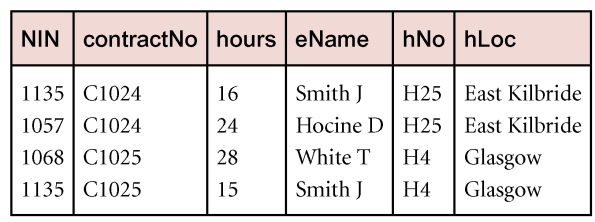 NIN contractNo hours eName hNo hLoc
1135 C1024 16 Smith J H25 East Kilbride
1057 C1024 24 Hocine D H25 East Kilbride
1068 C1025 28 White T H4 Glasgow
1135 C1025 15 Smith J H4 Glasgow